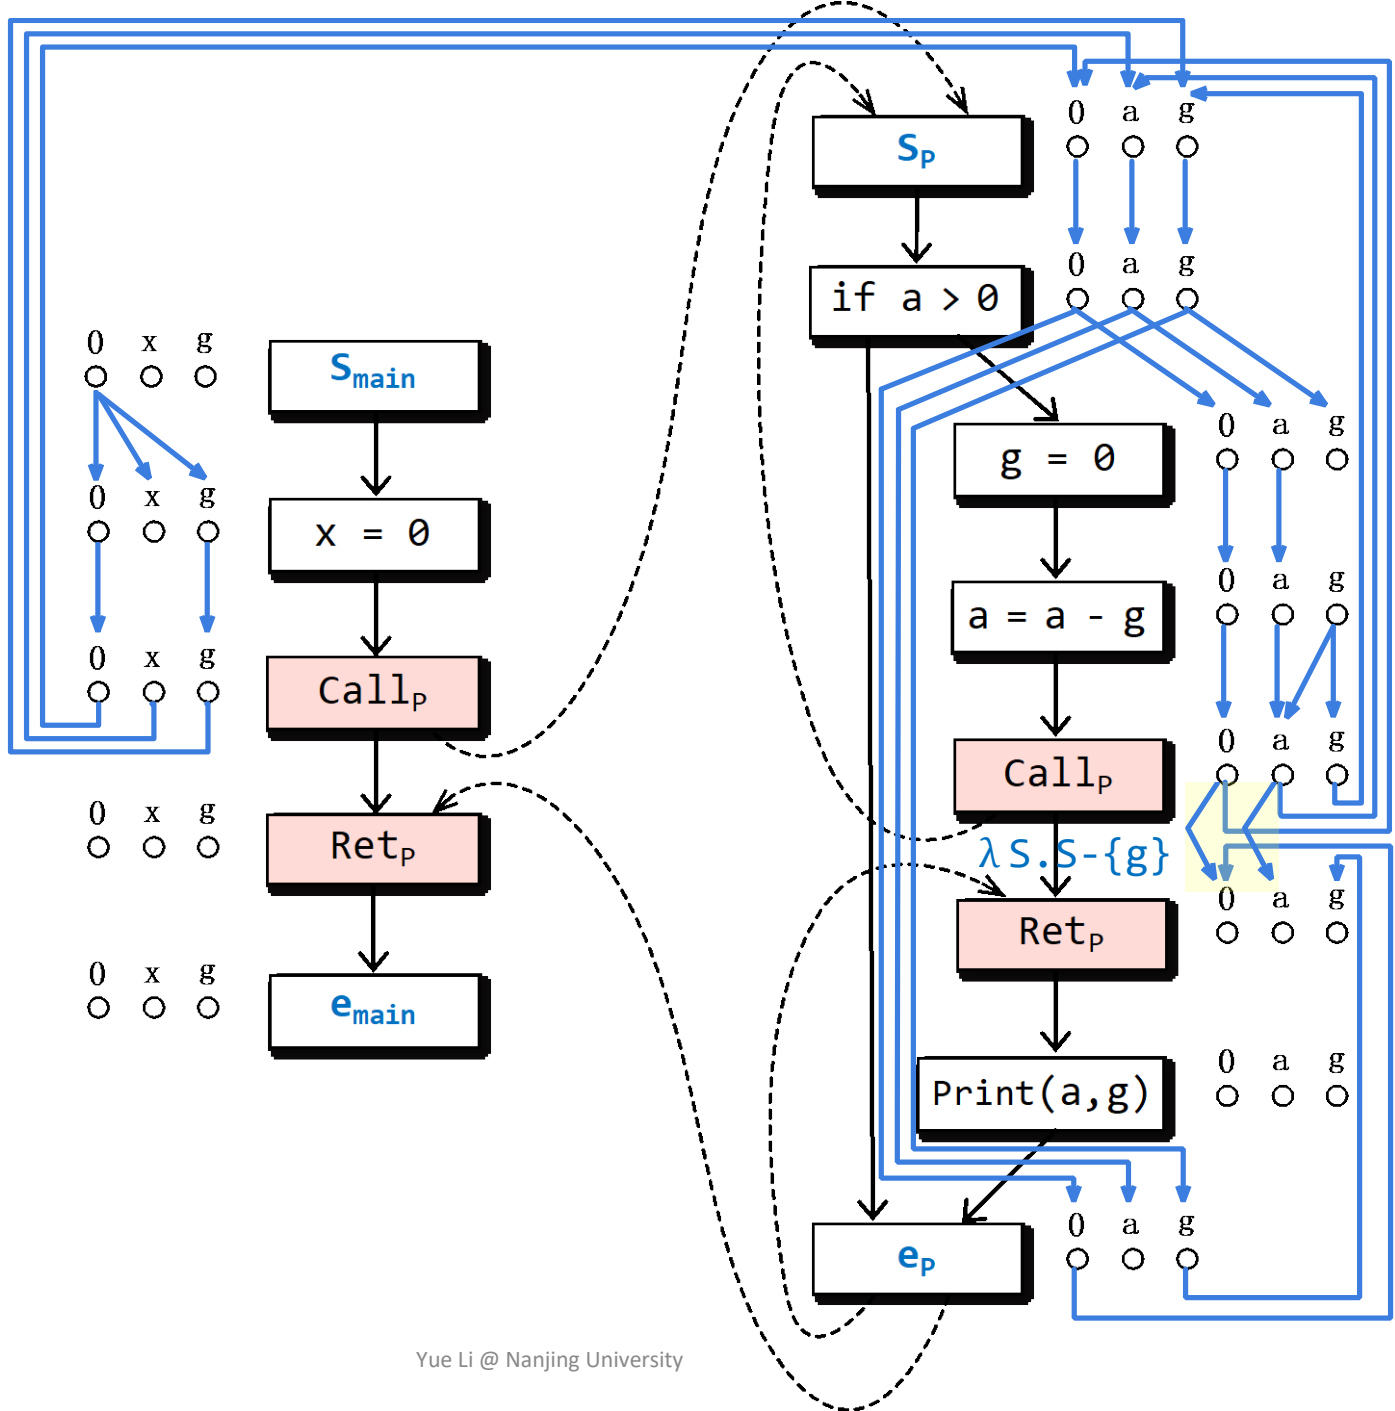 0 a g
S_P
0 a g
if a > 0
0 x g
S_main
0 a g
g = 0
0 x g
x = 0
0 a g
a = a - g
0 x g
Call_P
0 a g
Call_P
0 x g
Ret_P
λ S.S-{g}
0 a g
Ret_P
0 x g
e_main
0 a g
Print(a,g)
0 a g
e_P
Yue Li @ Nanjing University